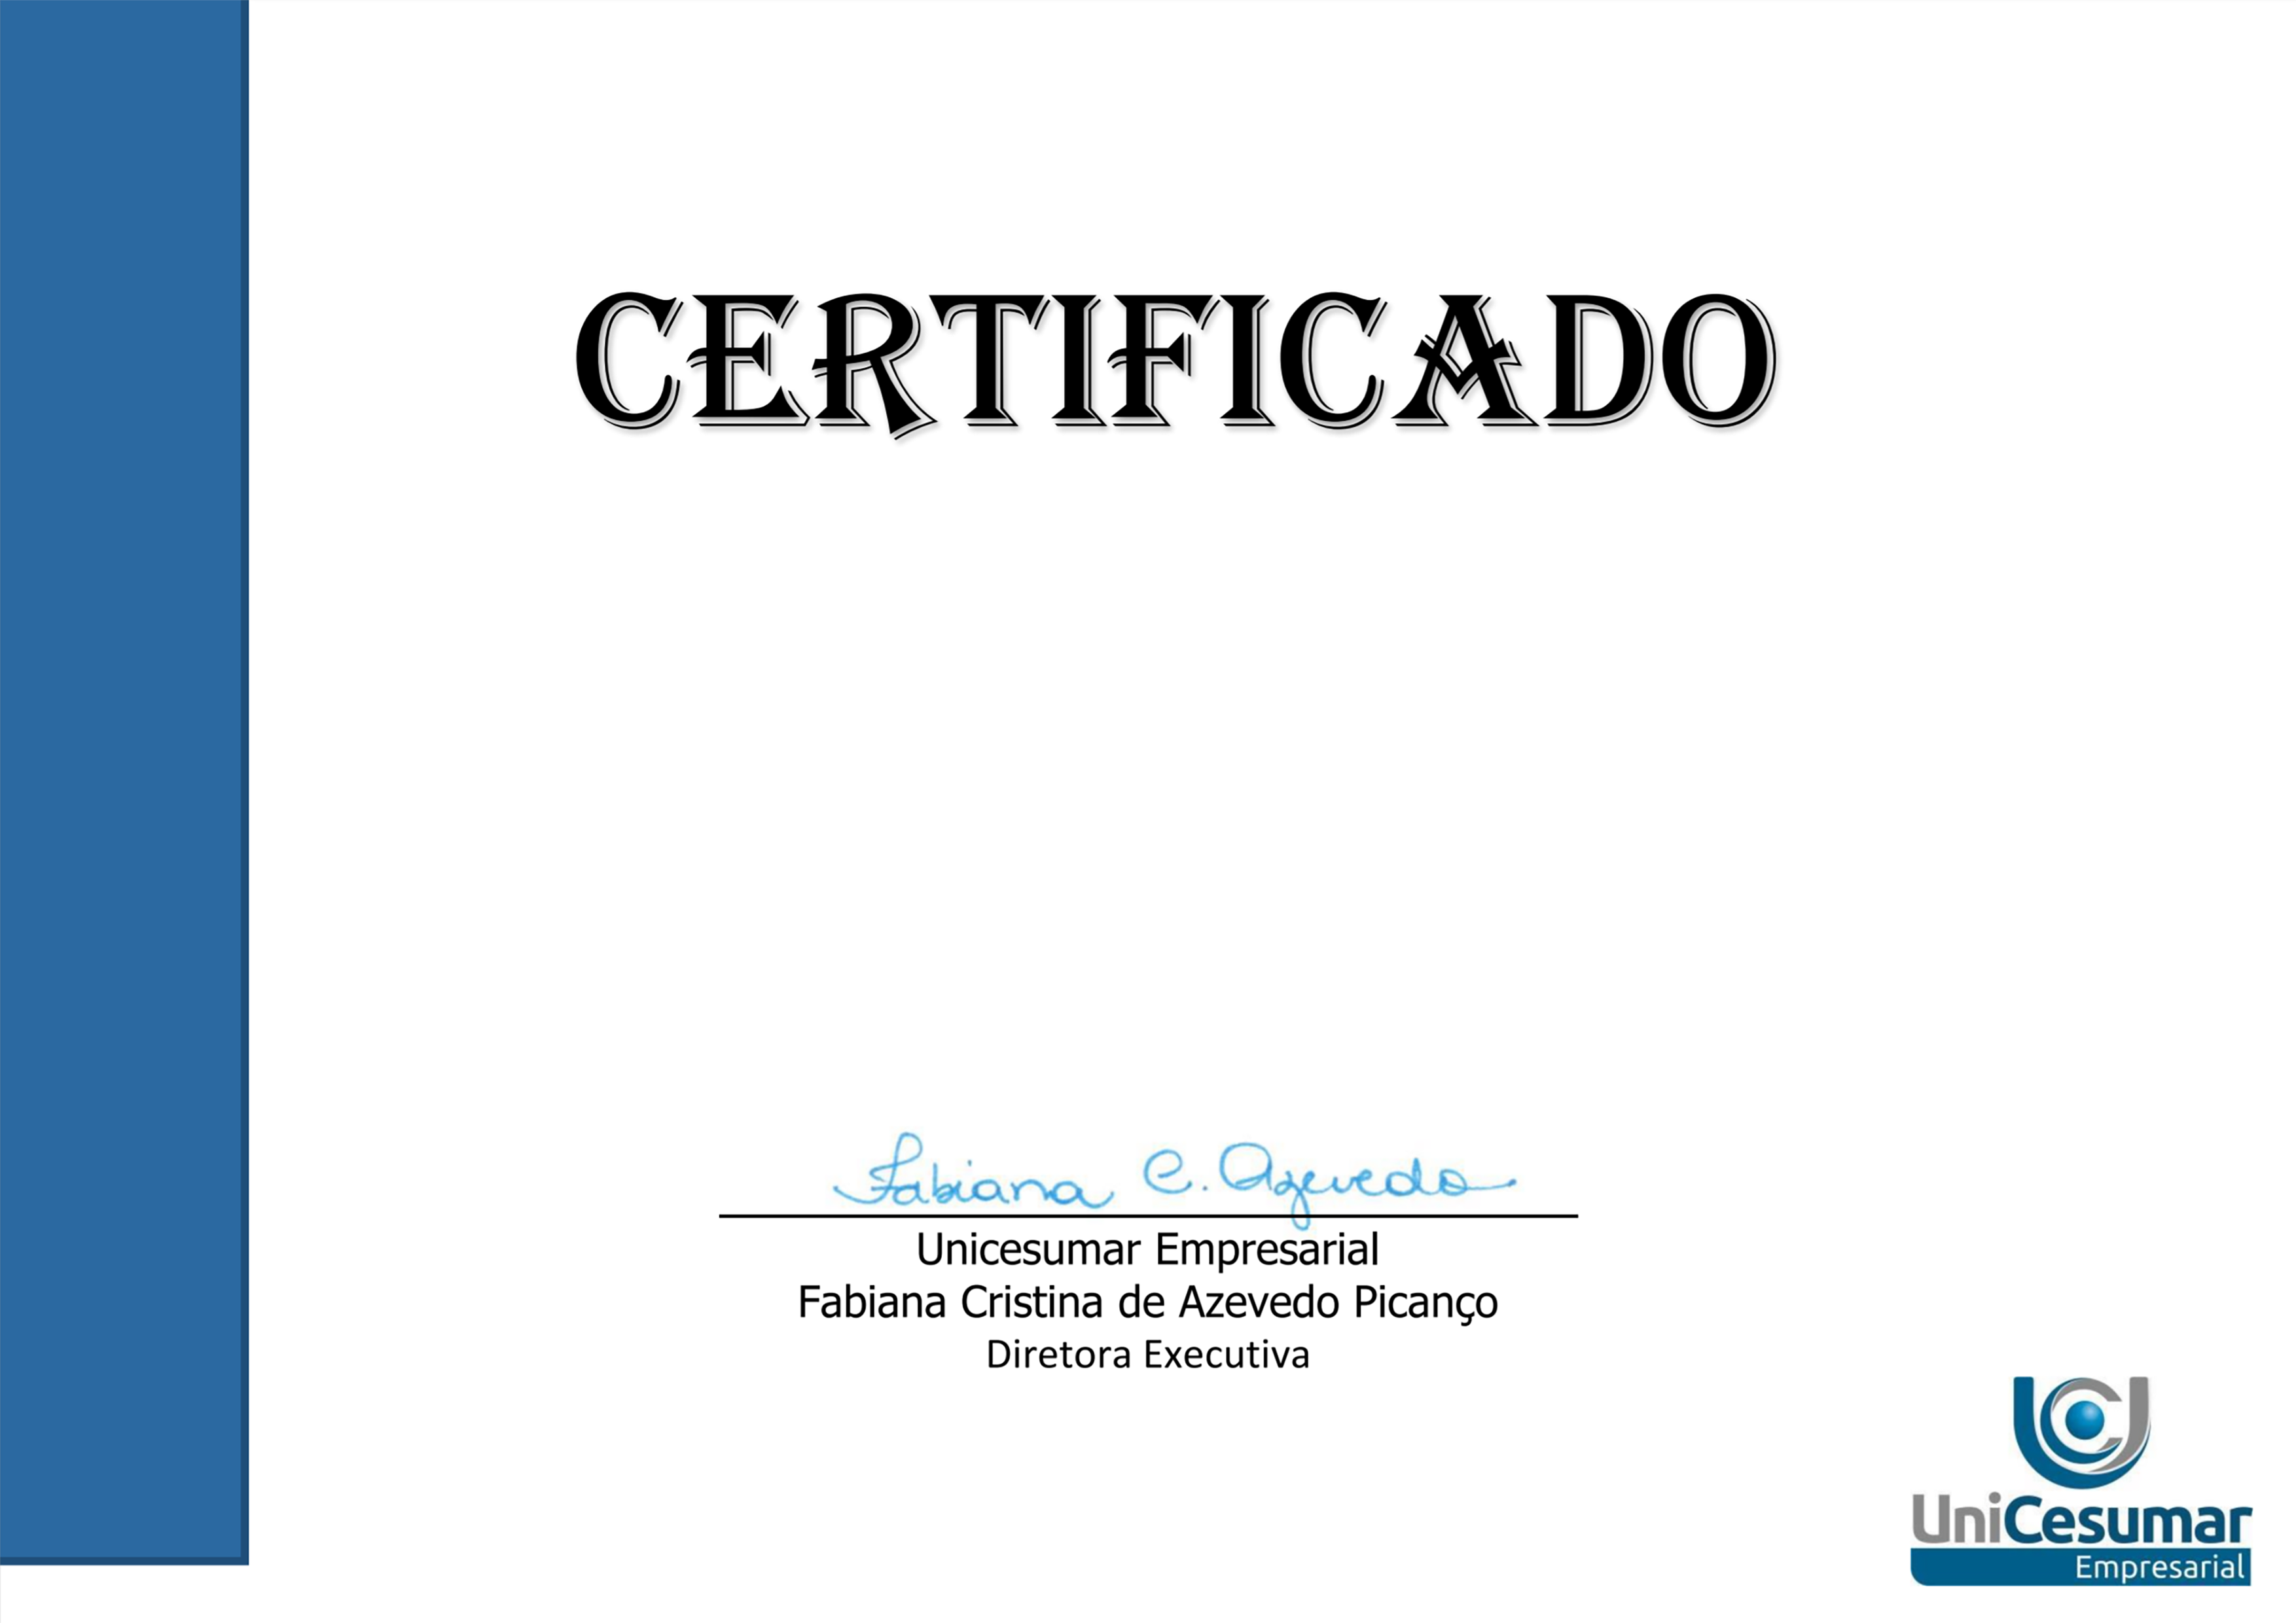 CERTIFICADO
Fabiana C. Azevedo
Unicesumar Empresarial
Fabiana Cristina de Azevedo Picanço
Diretora Executiva
UniCesumar
Empresarial